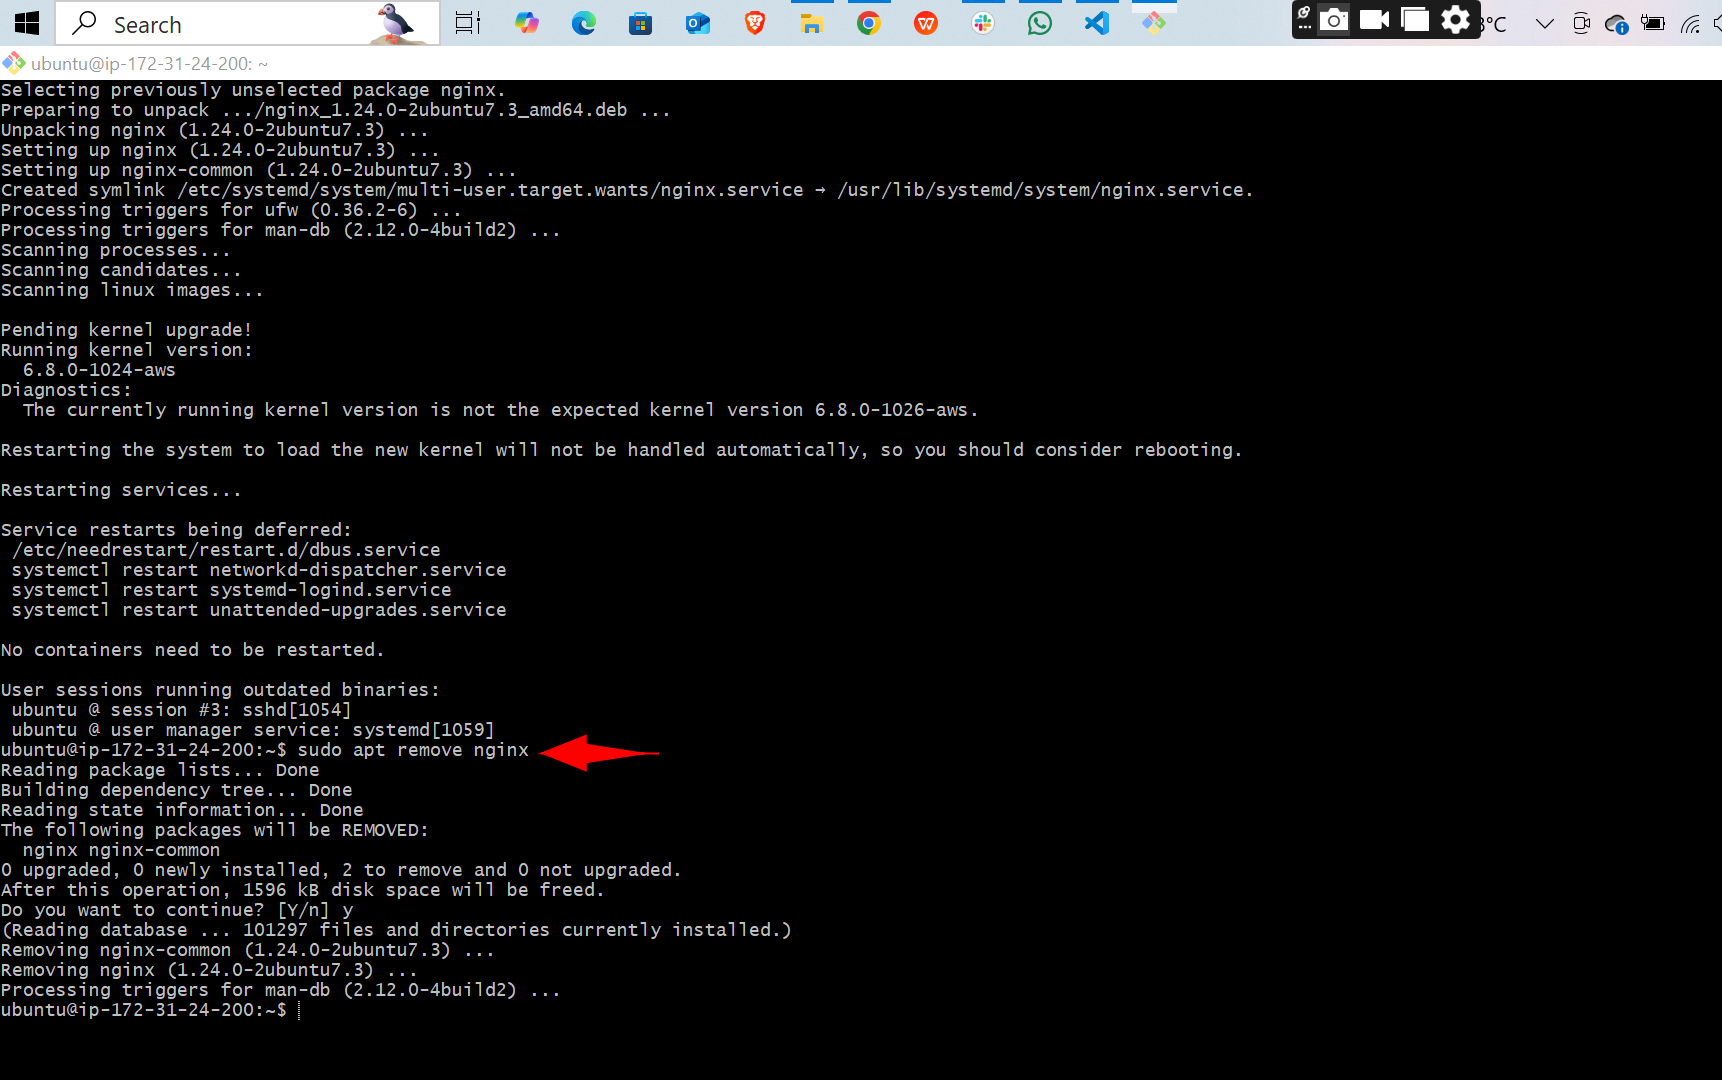 Search
°C
ubuntu@ip-172-31-24-200: ~
Selecting previously unselected package nginx.
Preparing to unpack .../nginx_1.24.0-2ubuntu7.3_amd64.deb ...
Unpacking nginx (1.24.0-2ubuntu7.3) ...
Setting up nginx (1.24.0-2ubuntu7.3) ...
Setting up nginx-common (1.24.0-2ubuntu7.3) ...
Created symlink /etc/systemd/system/multi-user.target.wants/nginx.service → /usr/lib/systemd/system/nginx.service.
Processing triggers for ufw (0.36.2-6) ...
Processing triggers for man-db (2.12.0-4build2) ...
Scanning processes...
Scanning candidates...
Scanning linux images...
Pending kernel upgrade!
Running kernel version:
6.8.0-1024-aws
Diagnostics:
The currently running kernel version is not the expected kernel version 6.8.0-1026-aws.
Restarting the system to load the new kernel will not be handled automatically, so you should consider rebooting.
Restarting services...
Service restarts being deferred:
/etc/needrestart/restart.d/dbus.service
systemctl restart networkd-dispatcher.service
systemctl restart systemd-logind.service
systemctl restart unattended-upgrades.service
No containers need to be restarted.
User sessions running outdated binaries:
ubuntu @ session #3: sshd[1054]
ubuntu @ user manager service: systemd[1059]
ubuntu@ip-172-31-24-200:~$ sudo apt remove nginx
Reading package lists... Done
Building dependency tree... Done
Reading state information... Done
The following packages will be REMOVED:
nginx nginx-common
0 upgraded, 0 newly installed, 2 to remove and 0 not upgraded.
After this operation, 1596 kB disk space will be freed.
Do you want to continue? [Y/n] y
(Reading database ... 101297 files and directories currently installed.)
Removing nginx-common (1.24.0-2ubuntu7.3) ...
Removing nginx (1.24.0-2ubuntu7.3) ...
Processing triggers for man-db (2.12.0-4build2) ...
ubuntu@ip-172-31-24-200:~$